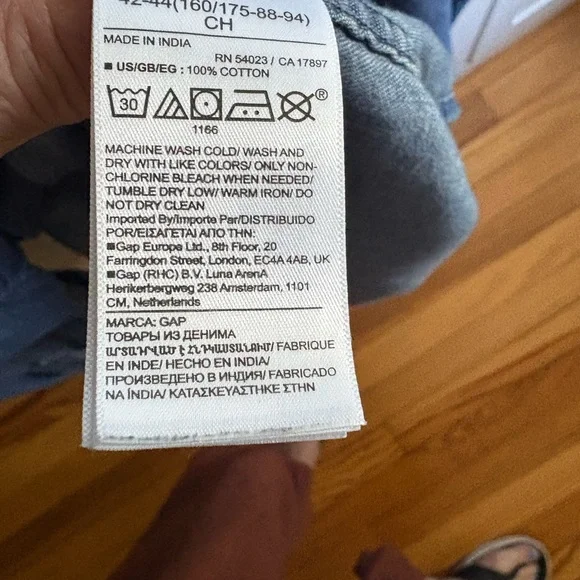 42-44(160/175-88-94)
CH
MADE IN INDIA
RN 54023 / CA 17897
■ US/GB/EG : 100% COTTON
30 ®
1166
MACHINE WASH COLD/ WASH AND
DRY WITH LIKE COLORS/ ONLY NON-
CHLORINE BLEACH WHEN NEEDED/
TUMBLE DRY LOW/ WARM IRON/ DO
NOT DRY CLEAN
Imported By/Importe Par/DISTRIBUIDO
POR/ΕΙΣΑΓΕΤΑΙ ΑΠΟ ΤΗΝ:
■Gap Europe Ltd., 8th Floor, 20
Farringdon Street, London, EC4A 4AB, UK
■Gap (RHC) B.V. Luna ArenA
Herikerbergweg 238 Amsterdam, 1101
CM, Netherlands
MARCA: GAP
ТОВАРЫ ИЗ ДЕНИМА
ԱՐՏԱԴՐՎԱԾ Է ՀՆԴԿԱՍՏԱՆՈՒՄ/ FABRIQUE
EN INDE/ HECHO EN INDIA/
ПРОИЗВЕДЕНО В ИНДИЯ/ FABRICADO
NA ÍNDIA/ ΚΑΤΑΣΚΕΥΑΣΤΗΚΕ ΣΤΗΝ